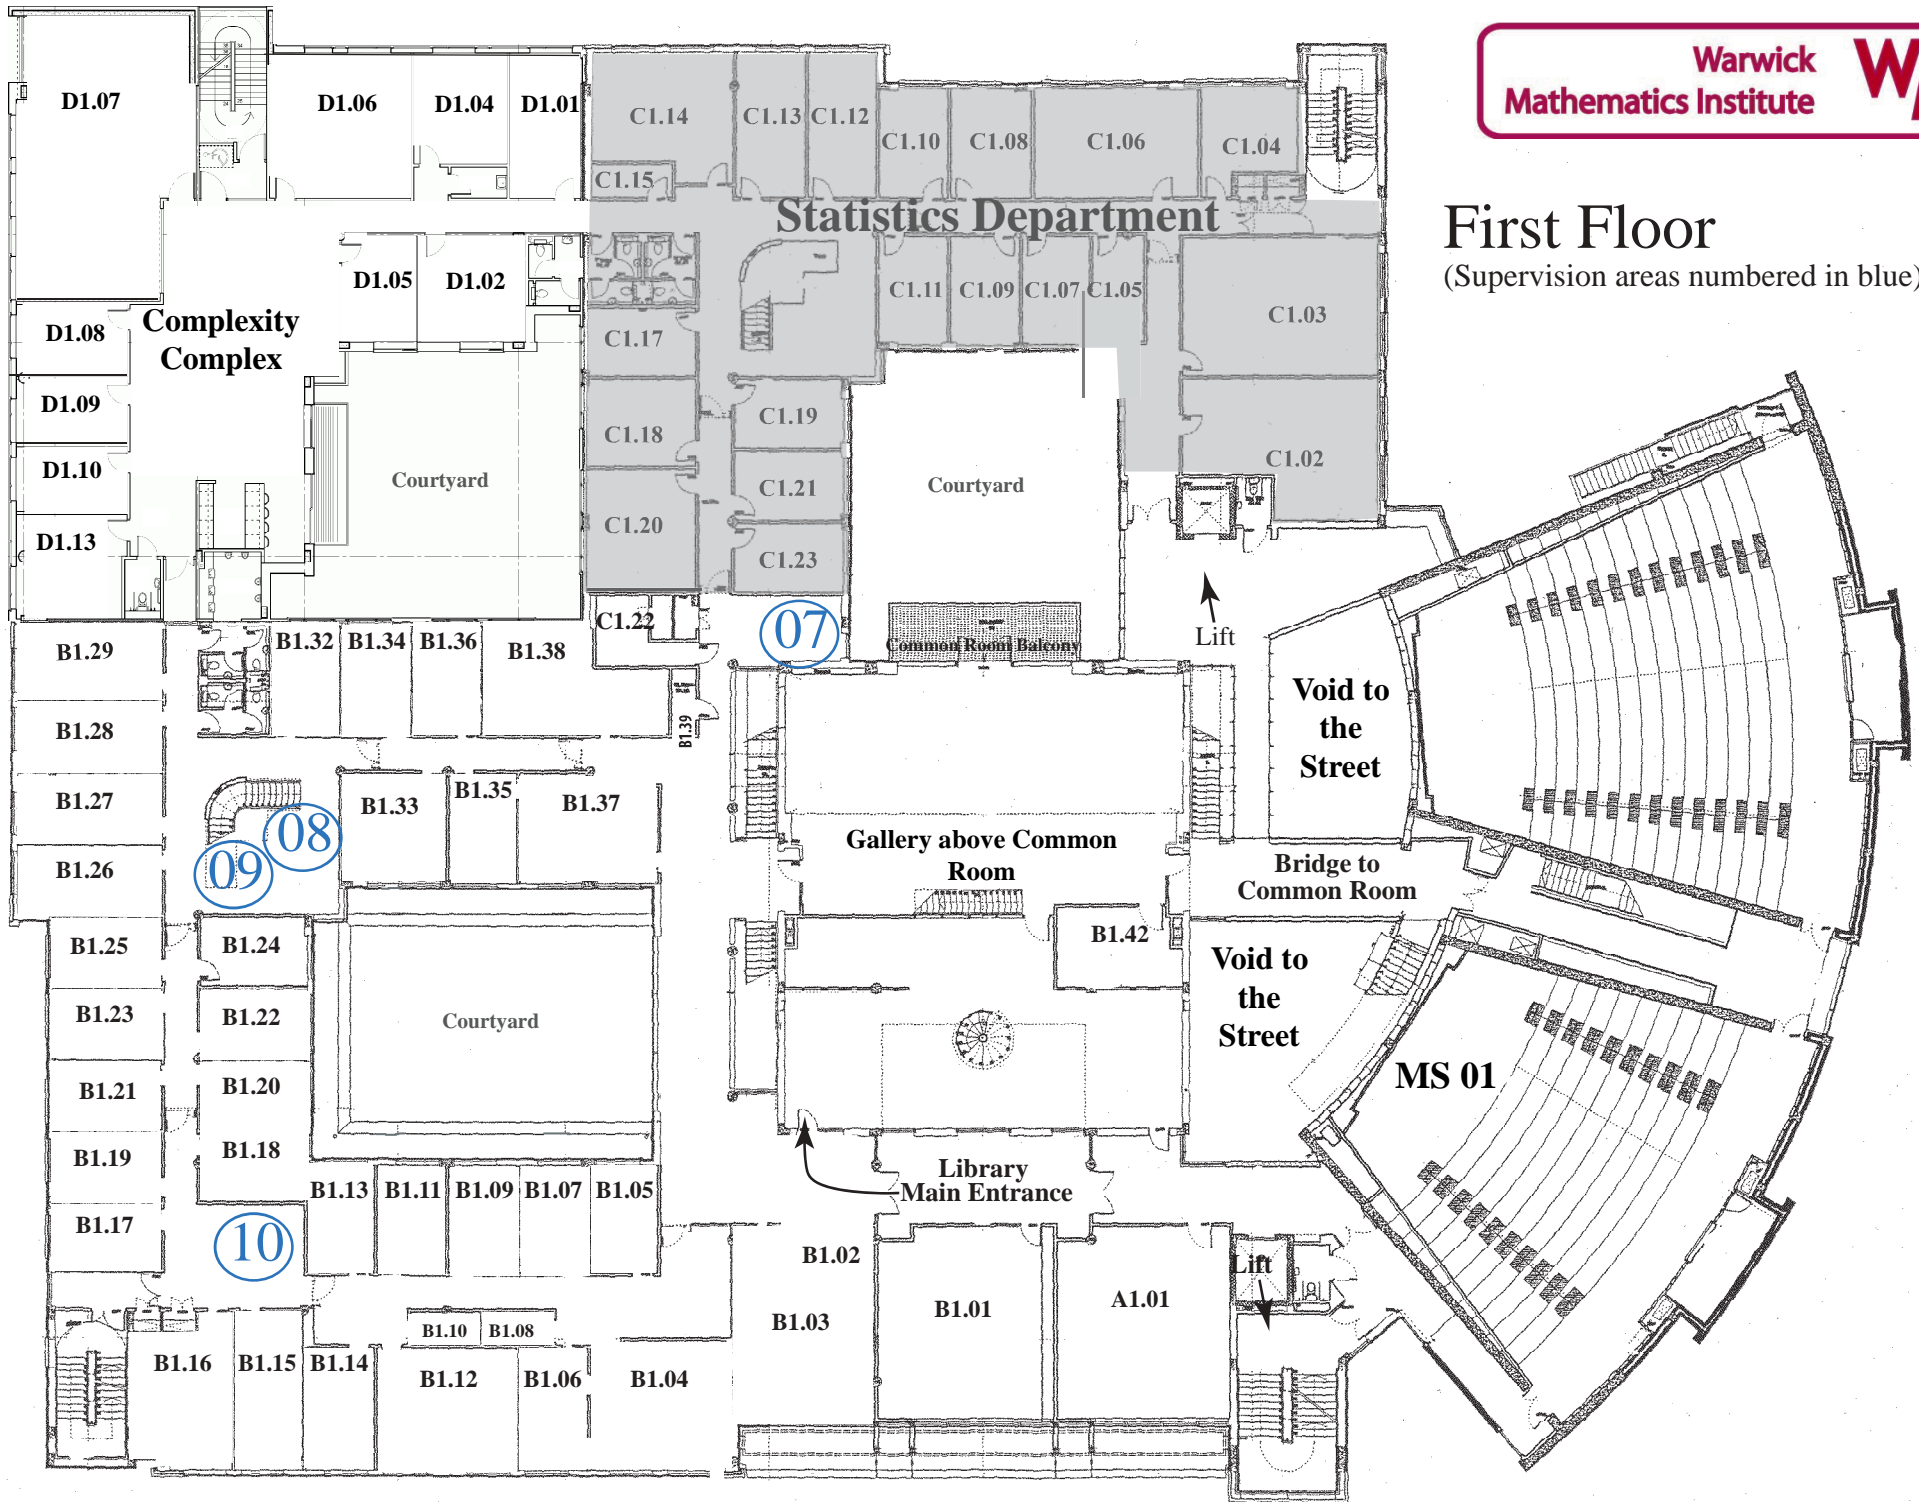 Warwick
Mathematics Institute
First Floor
(Supervision areas numbered in blue)
D1.07
D1.06
D1.04
D1.01
C1.14
C1.13
C1.12
C1.10
C1.08
C1.06
C1.04
C1.15
Statistics Department
D1.05
D1.02
C1.11
C1.09
C1.07
C1.05
C1.03
D1.08
Complexity
Complex
C1.17
D1.09
C1.19
C1.18
C1.02
D1.10
Courtyard
C1.21
Courtyard
D1.13
C1.20
C1.23
C1.22
07
Lift
Common Room Balcony
B1.29
B1.32
B1.34
B1.36
B1.38
B1.39
Void to
the
Street
B1.28
B1.27
B1.33
B1.35
B1.37
08
09
B1.26
Gallery above Common
Room
Bridge to
Common Room
B1.25
B1.24
B1.42
Void to
the
Street
B1.23
B1.22
Courtyard
MS 01
B1.21
B1.20
B1.19
B1.18
Library
Main Entrance
B1.13
B1.11
B1.09
B1.07
B1.05
B1.17
10
B1.02
Lift
B1.01
A1.01
B1.03
B1.10
B1.08
B1.16
B1.15
B1.14
B1.12
B1.06
B1.04